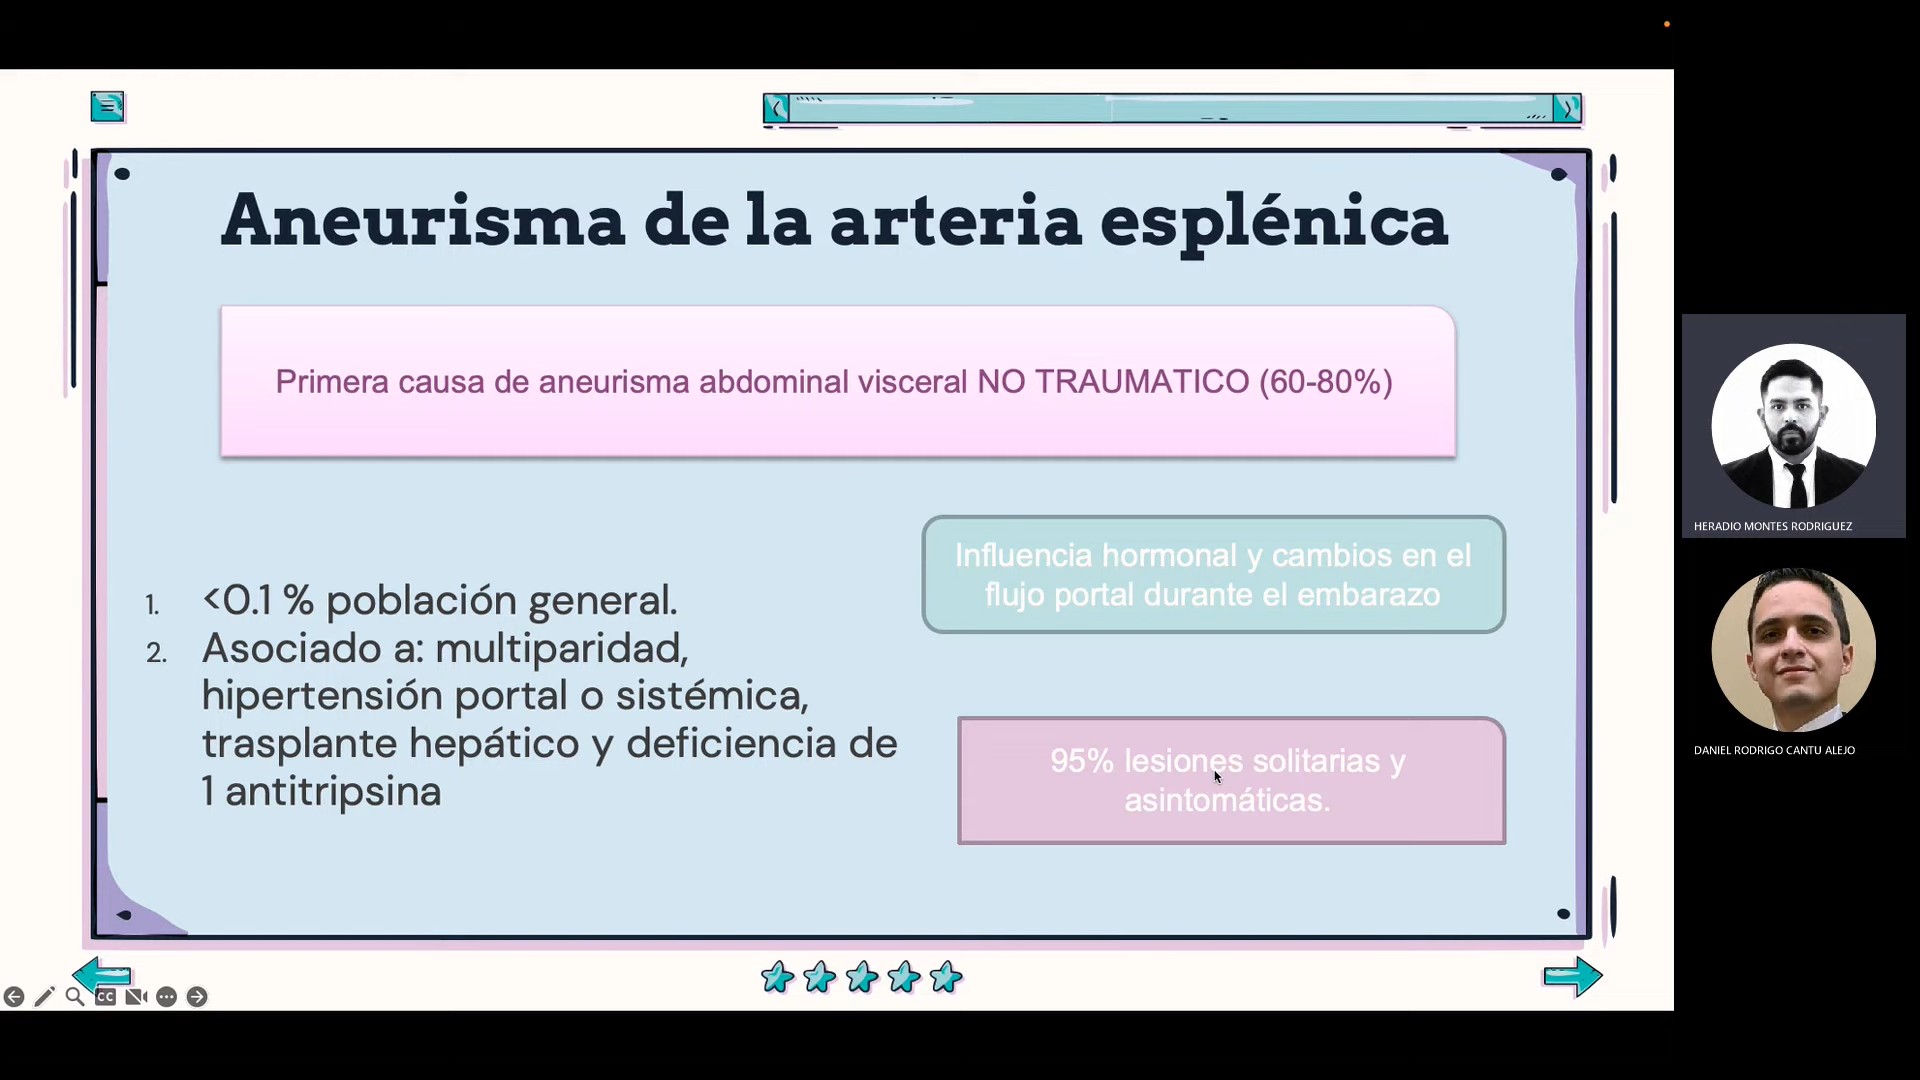 Aneurisma de la arteria esplénica
Primera causa de aneurisma abdominal visceral NO TRAUMATICO (60-80%)
1. <0.1 % población general.
2. Asociado a: multiparidad,
hipertensión portal o sistémica,
trasplante hepático y deficiencia de
1 antitripsina
Influencia hormonal y cambios en el
flujo portal durante el embarazo
95% lesiones solitarias y
asintomáticas.
HERADIO MONTES RODRIGUEZ
DANIEL RODRIGO CANTU ALEJO
CC